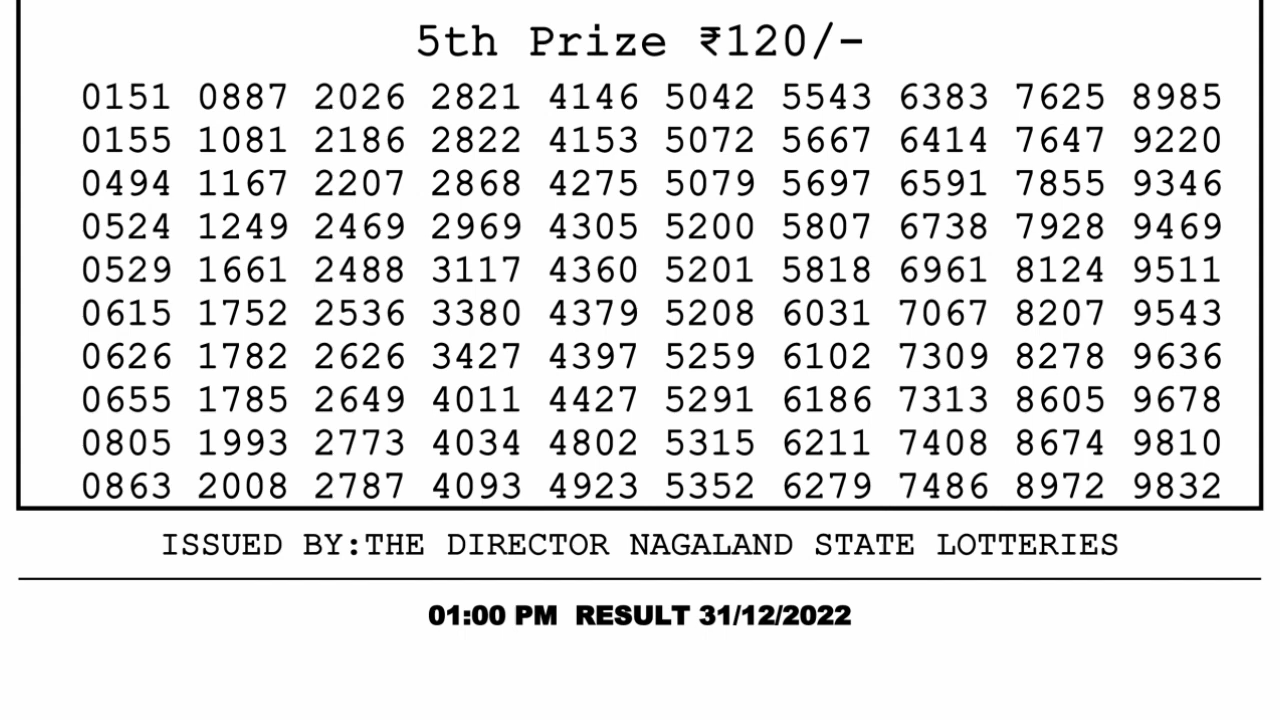 5th Prize ₹120/-
0151 0887 2026 2821 4146 5042 5543 6383 7625 8985
0155 1081 2186 2822 4153 5072 5667 6414 7647 9220
0494 1167 2207 2868 4275 5079 5697 6591 7855 9346
0524 1249 2469 2969 4305 5200 5807 6738 7928 9469
0529 1661 2488 3117 4360 5201 5818 6961 8124 9511
0615 1752 2536 3380 4379 5208 6031 7067 8207 9543
0626 1782 2626 3427 4397 5259 6102 7309 8278 9636
0655 1785 2649 4011 4427 5291 6186 7313 8605 9678
0805 1993 2773 4034 4802 5315 6211 7408 8674 9810
0863 2008 2787 4093 4923 5352 6279 7486 8972 9832
ISSUED BY:THE DIRECTOR NAGALAND STATE LOTTERIES
01:00 PM RESULT 31/12/2022